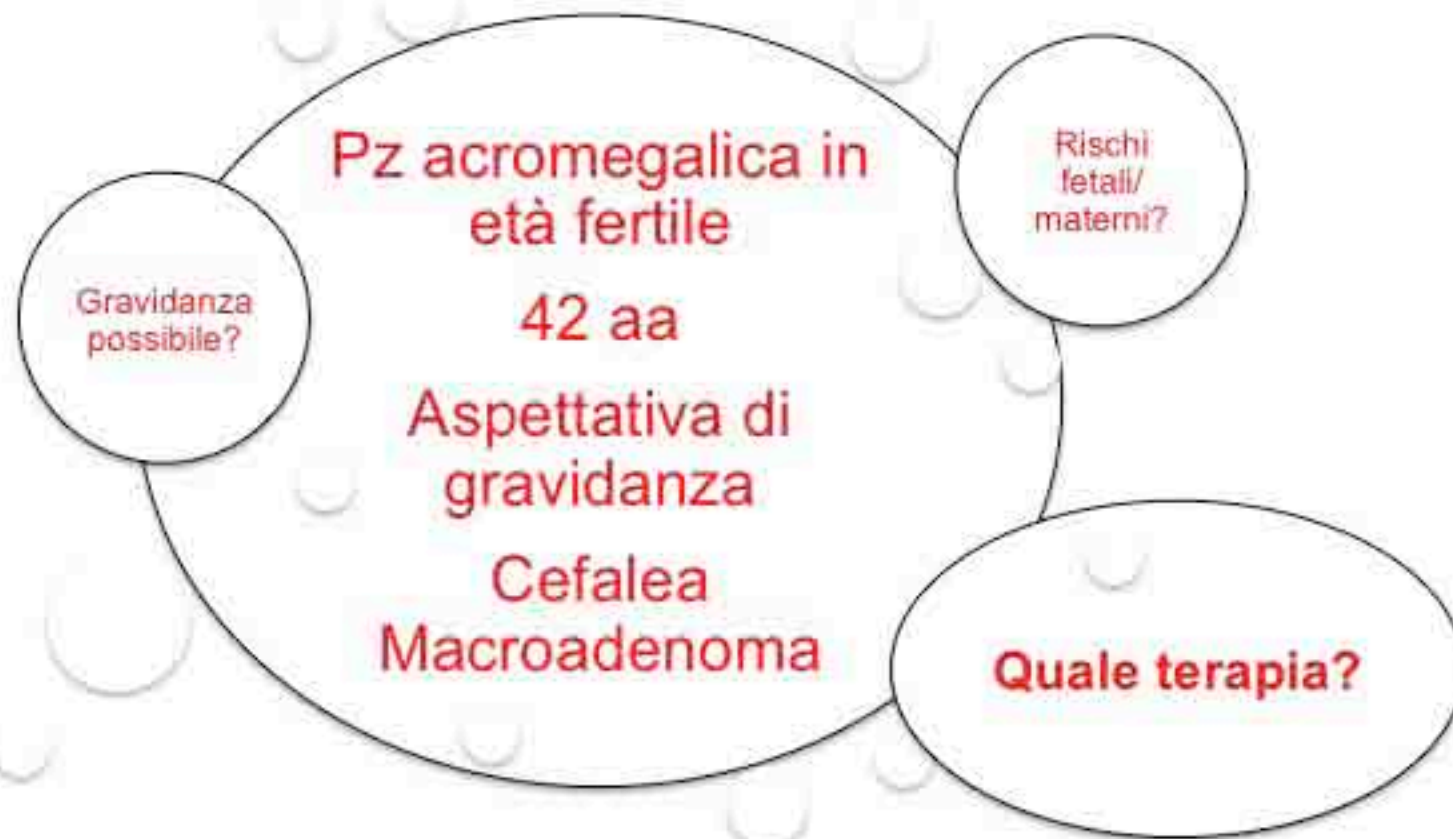 Pz acromegalica in
età fertile
42 aa
Aspettativa di
gravidanza
Cefalea
Macroadenoma
Gravidanza
possibile?
Rischi
fetali/
materni?
Quale terapia?